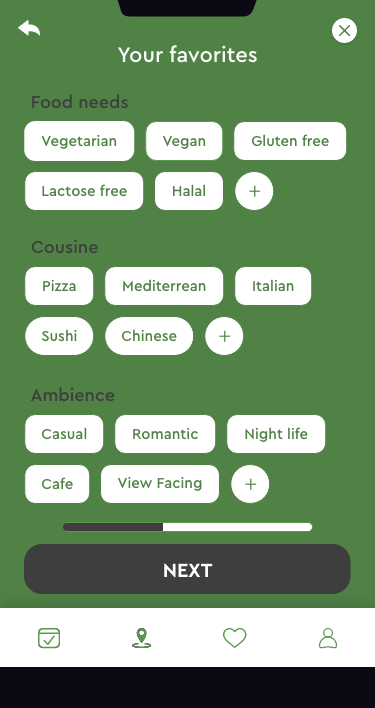 Your favorites
Food needs
Vegetarian Vegan Gluten free
Lactose free Halal +
Cousine
Pizza Mediterrean Italian
Sushi Chinese +
Ambience
Casual Romantic Night life
Cafe View Facing +
NEXT